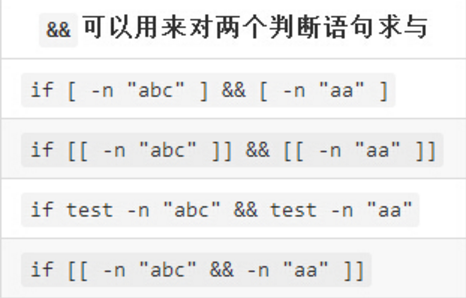 && 可以用来对两个判断语句求与
if [ -n "abc" ] && [ -n "aa" ]
if [[ -n "abc" ]] && [[ -n "aa" ]]
if test -n "abc" && test -n "aa"
if [[ -n "abc" && -n "aa" ]]